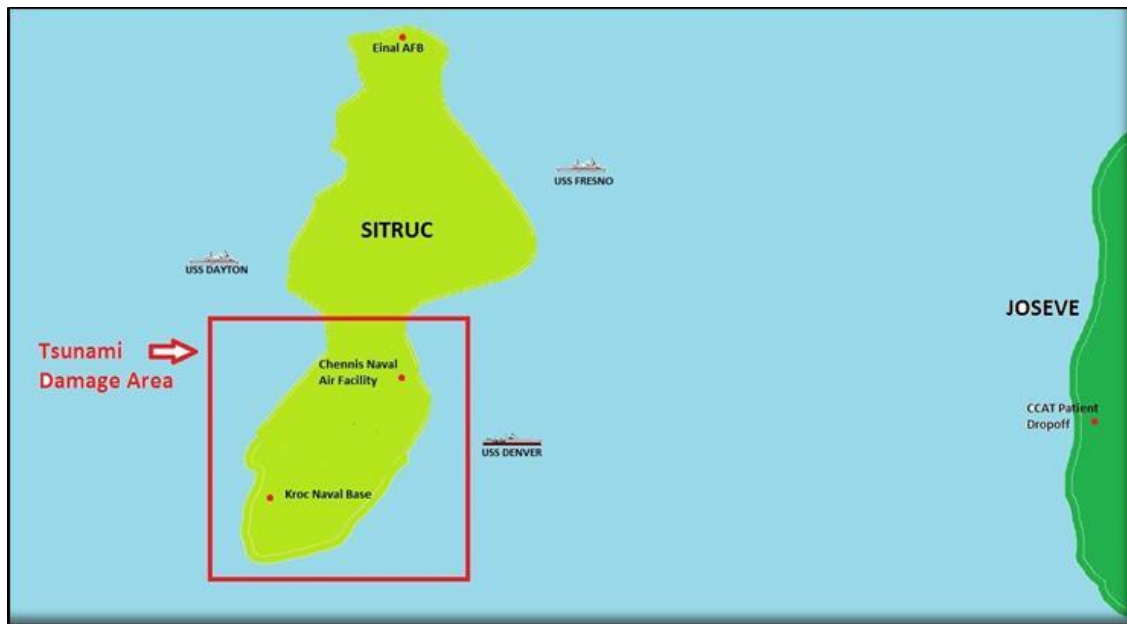 Einal AFB
USS FRESNO
SITRUC
USS DAYTON
JOSEVE
Tsunami
Damage Area
Chennis Naval
Air Facility
CCAT Patient
Dropoff
USS DENVER
Kroc Naval Base